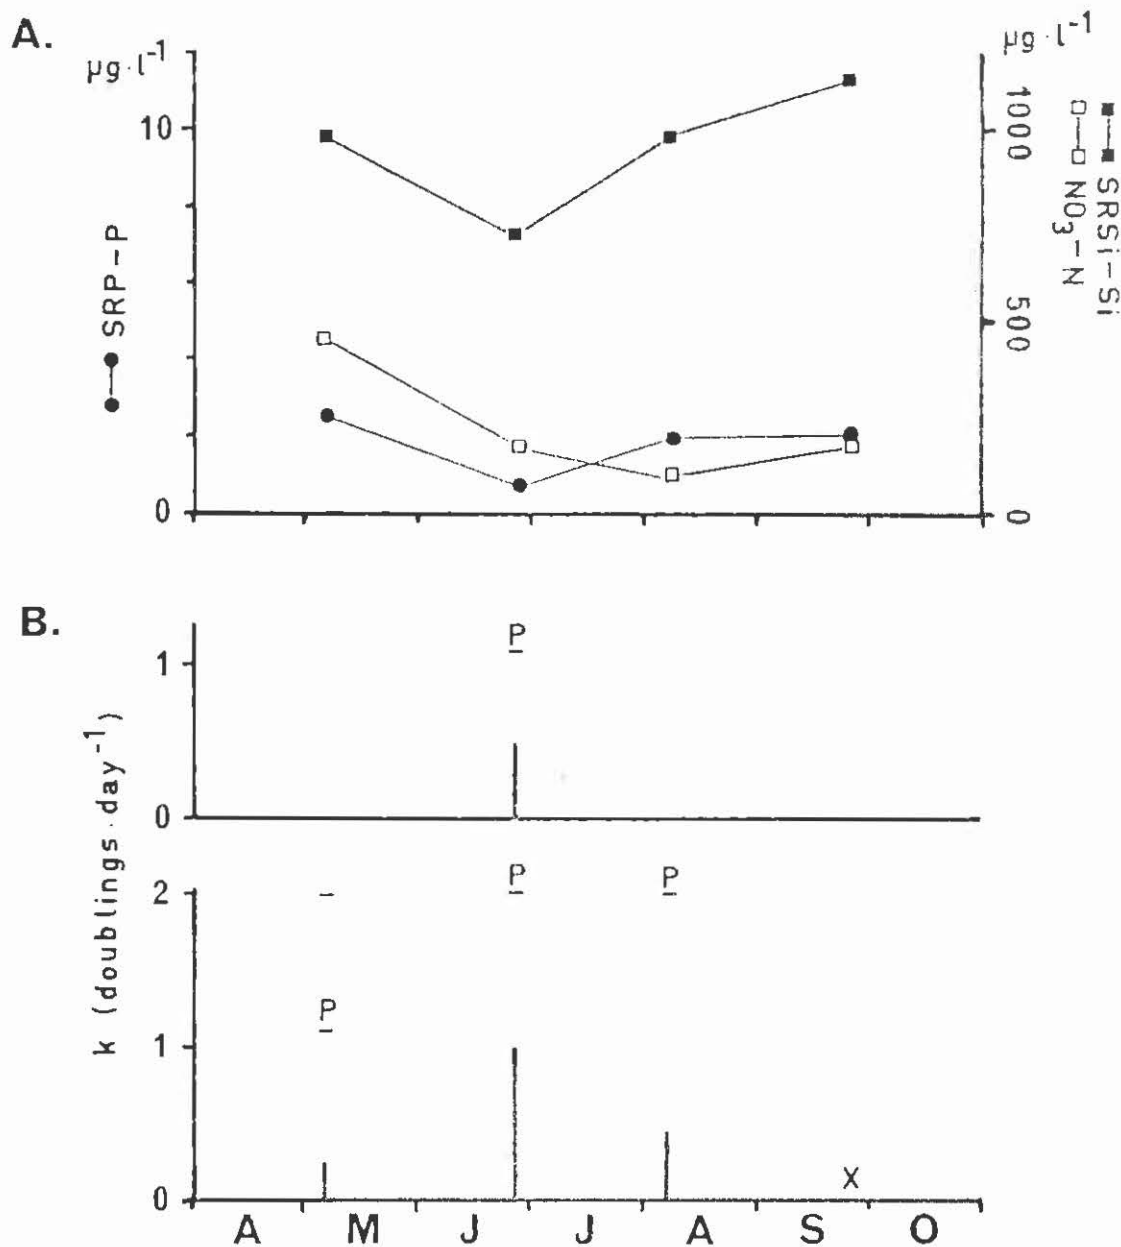 A.
µg·l⁻¹
10
0
●—● SRP-P
µg·l⁻¹
1000
500
0
■—■ SRSi-Si
□—□ NO₃-N
B.
k (doublings·day⁻¹)
P
1
0
P
P
2
P
1
X
0
A M J J A S O